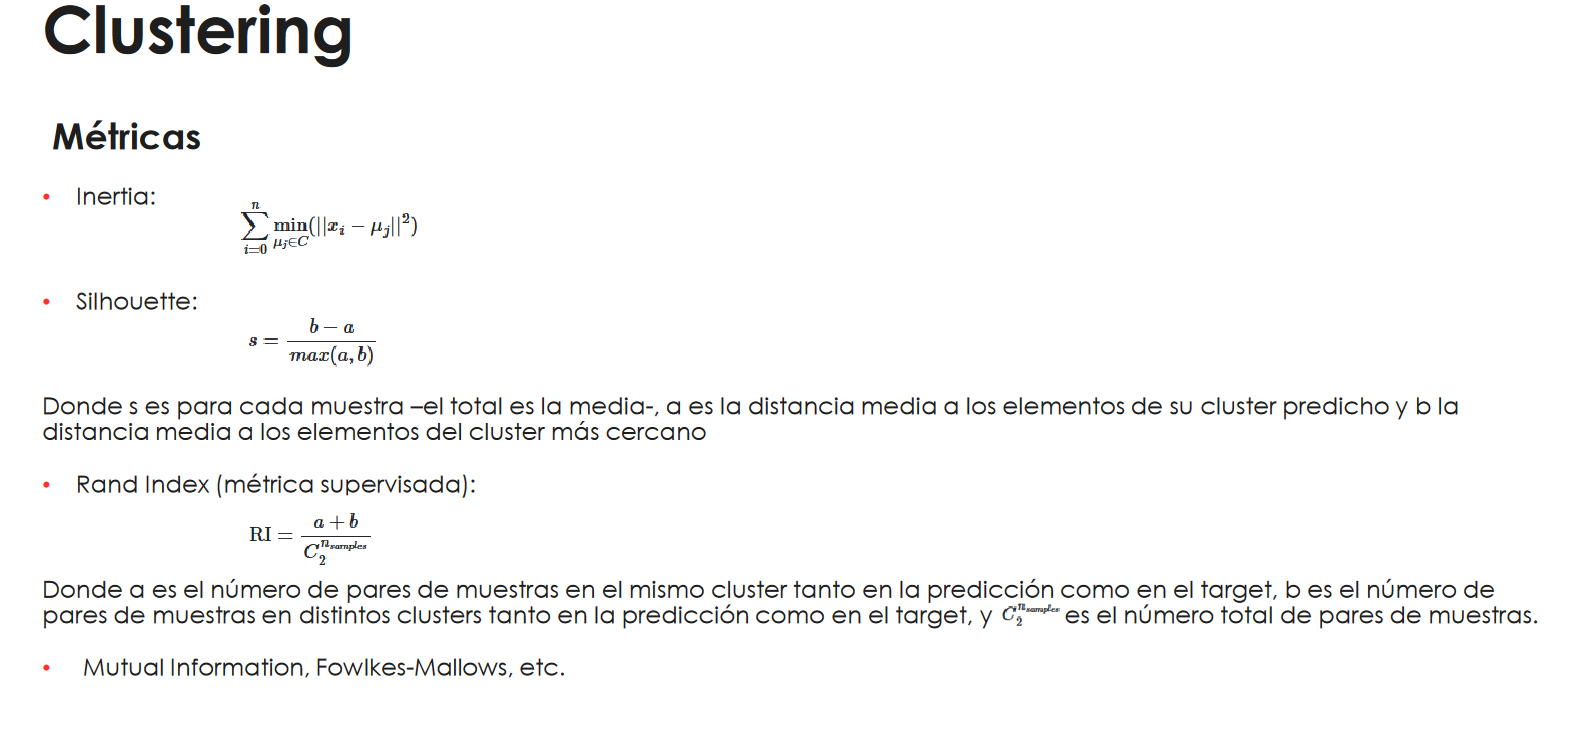 Clustering
Métricas
• Inertia:
\sum_{i=0}^{n} \min_{\mu_j \in C}(||x_i - \mu_j||^2)
• Silhouette:
s = \frac{b - a}{max(a, b)}
Donde s es para cada muestra –el total es la media-, a es la distancia media a los elementos de su cluster predicho y b la
distancia media a los elementos del cluster más cercano
• Rand Index (métrica supervisada):
RI = \frac{a + b}{C_2^{n_{samples}}}
Donde a es el número de pares de muestras en el mismo cluster tanto en la predicción como en el target, b es el número de
pares de muestras en distintos clusters tanto en la predicción como en el target, y C_2^{n_{samples}} es el número total de pares de muestras.
• Mutual Information, Fowlkes-Mallows, etc.